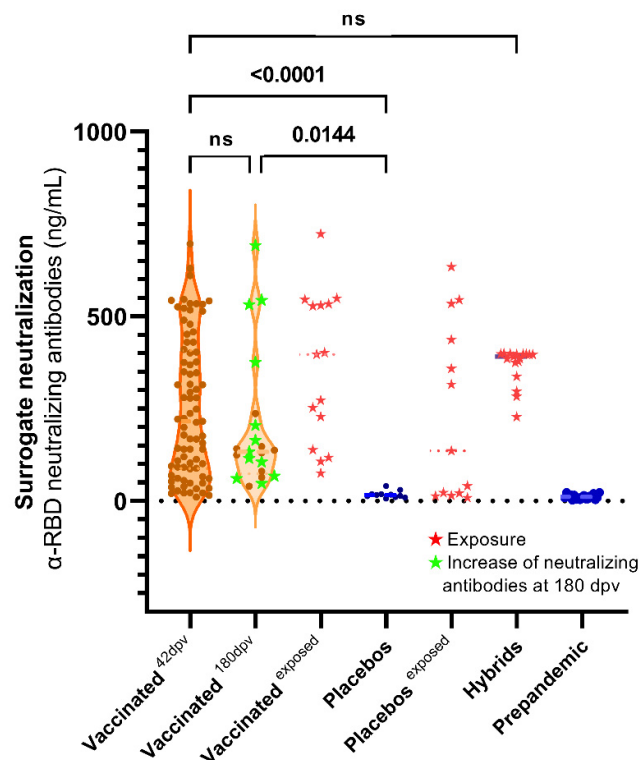 ns
<0.0001
ns
0.0144
1000
500
0
Surrogate neutralization
α-RBD neutralizing antibodies (ng/mL)
Exposure
Increase of neutralizing
antibodies at 180 dpv
Vaccinated 42dpv
Vaccinated 180dpv
Vaccinated exposed
Placebos
Placebos exposed
Hybrids
Prepandemic